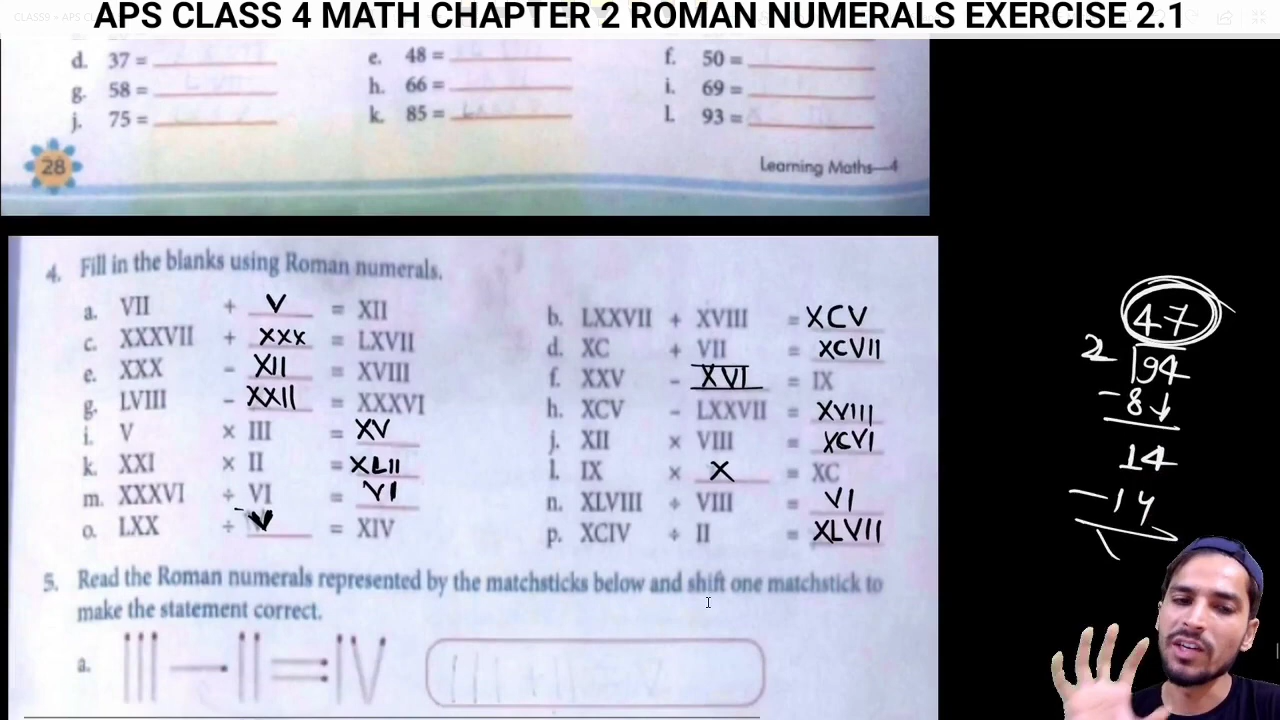 APS CLASS 4 MATH CHAPTER 2 ROMAN NUMERALS EXERCISE 2.1
d. 37 = e. 48 = f. 50 =
g. 58 = h. 66 = i. 69 =
j. 75 = k. 85 = l. 93 =
28 Learning Maths—4
4. Fill in the blanks using Roman numerals.
a. VII + V = XII b. LXXVII + XVIII = XCV
c. XXXVII + XXX = LXVII d. XC + VII = XCVII
e. XXX - XII = XVIII f. XXV - XVI = IX
g. LVIII - XXII = XXXVI h. XCV - LXXVII = XVIII
i. V × III = XV j. XII × VIII = XCVI
k. XXI × II = XLII l. IX × X = XC
m. XXXVI ÷ VI = VI n. XLVIII ÷ VIII = VI
o. LXX ÷ V = XIV p. XCIV ÷ II = XLVII
5. Read the Roman numerals represented by the matchsticks below and shift one matchstick to
make the statement correct.
a. III — II = IV
47
2 94
-8
14
-14